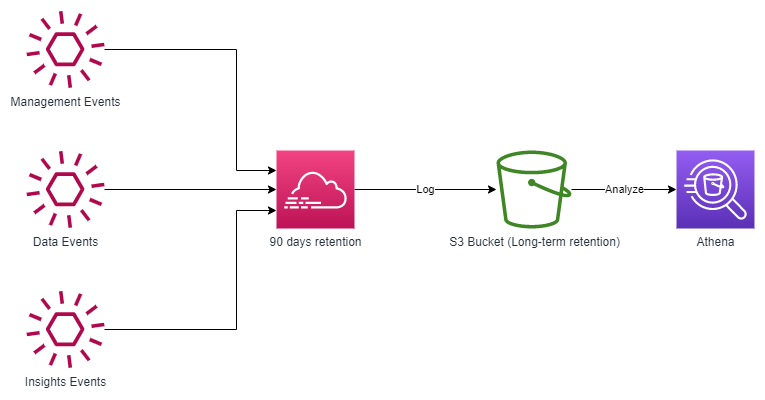 Management Events
Data Events
Insights Events
90 days retention
Log
S3 Bucket (Long-term retention)
Analyze
Athena